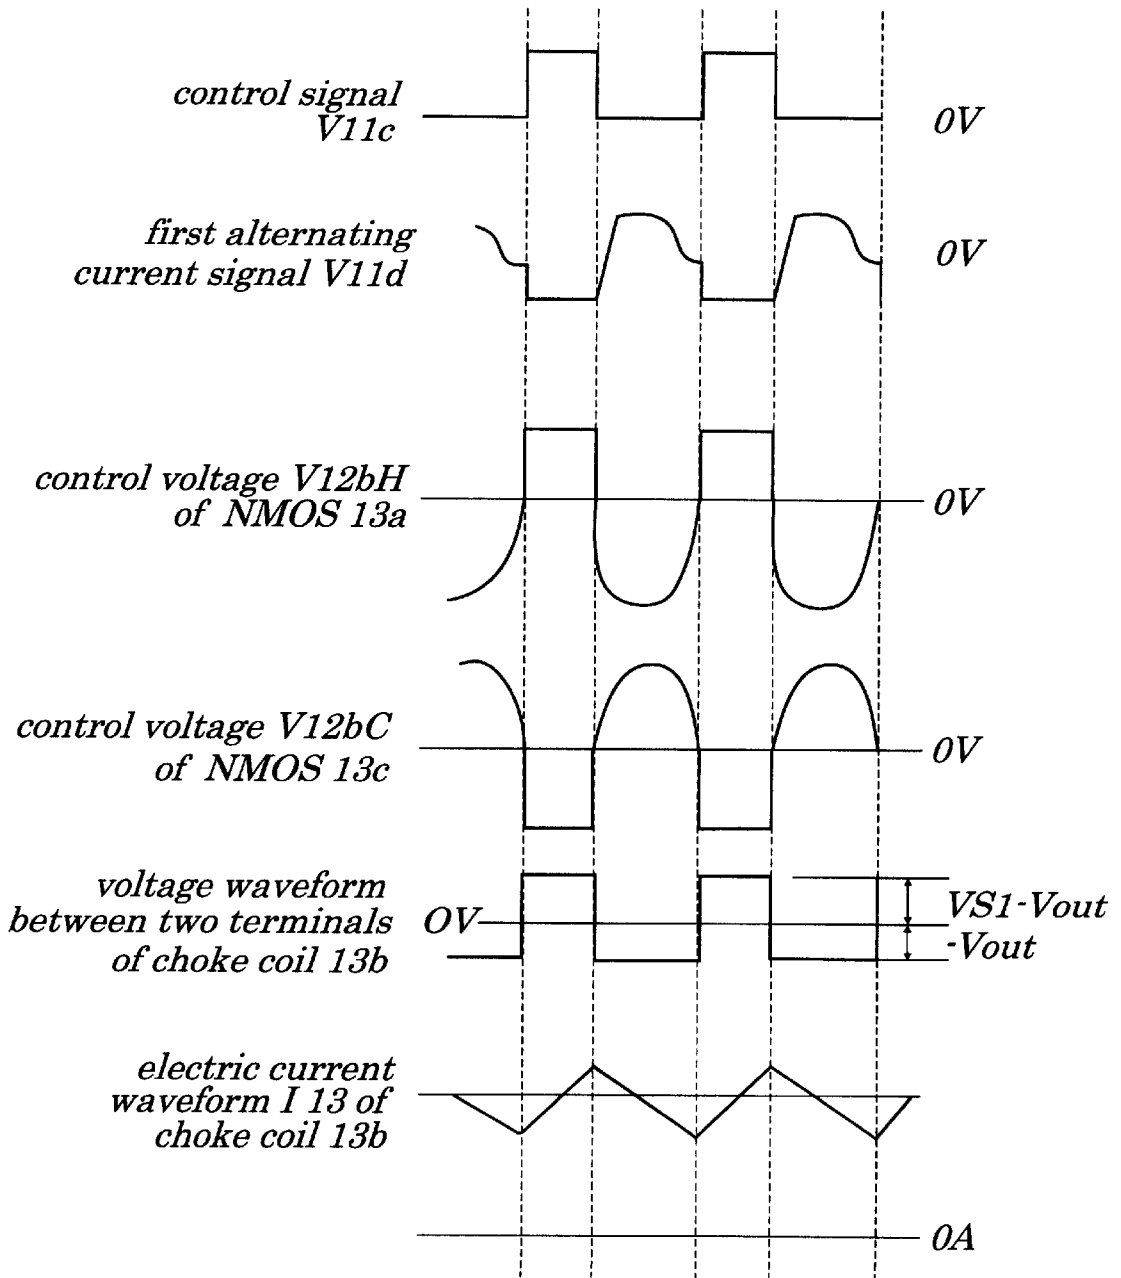 control signal
V11c
0V
first alternating
current signal V11d
0V
control voltage V12bH
of NMOS 13a
0V
control voltage V12bC
of NMOS 13c
0V
voltage waveform
between two terminals
of choke coil 13b
OV
VS1-Vout
-Vout
electric current
waveform I 13 of
choke coil 13b
0A